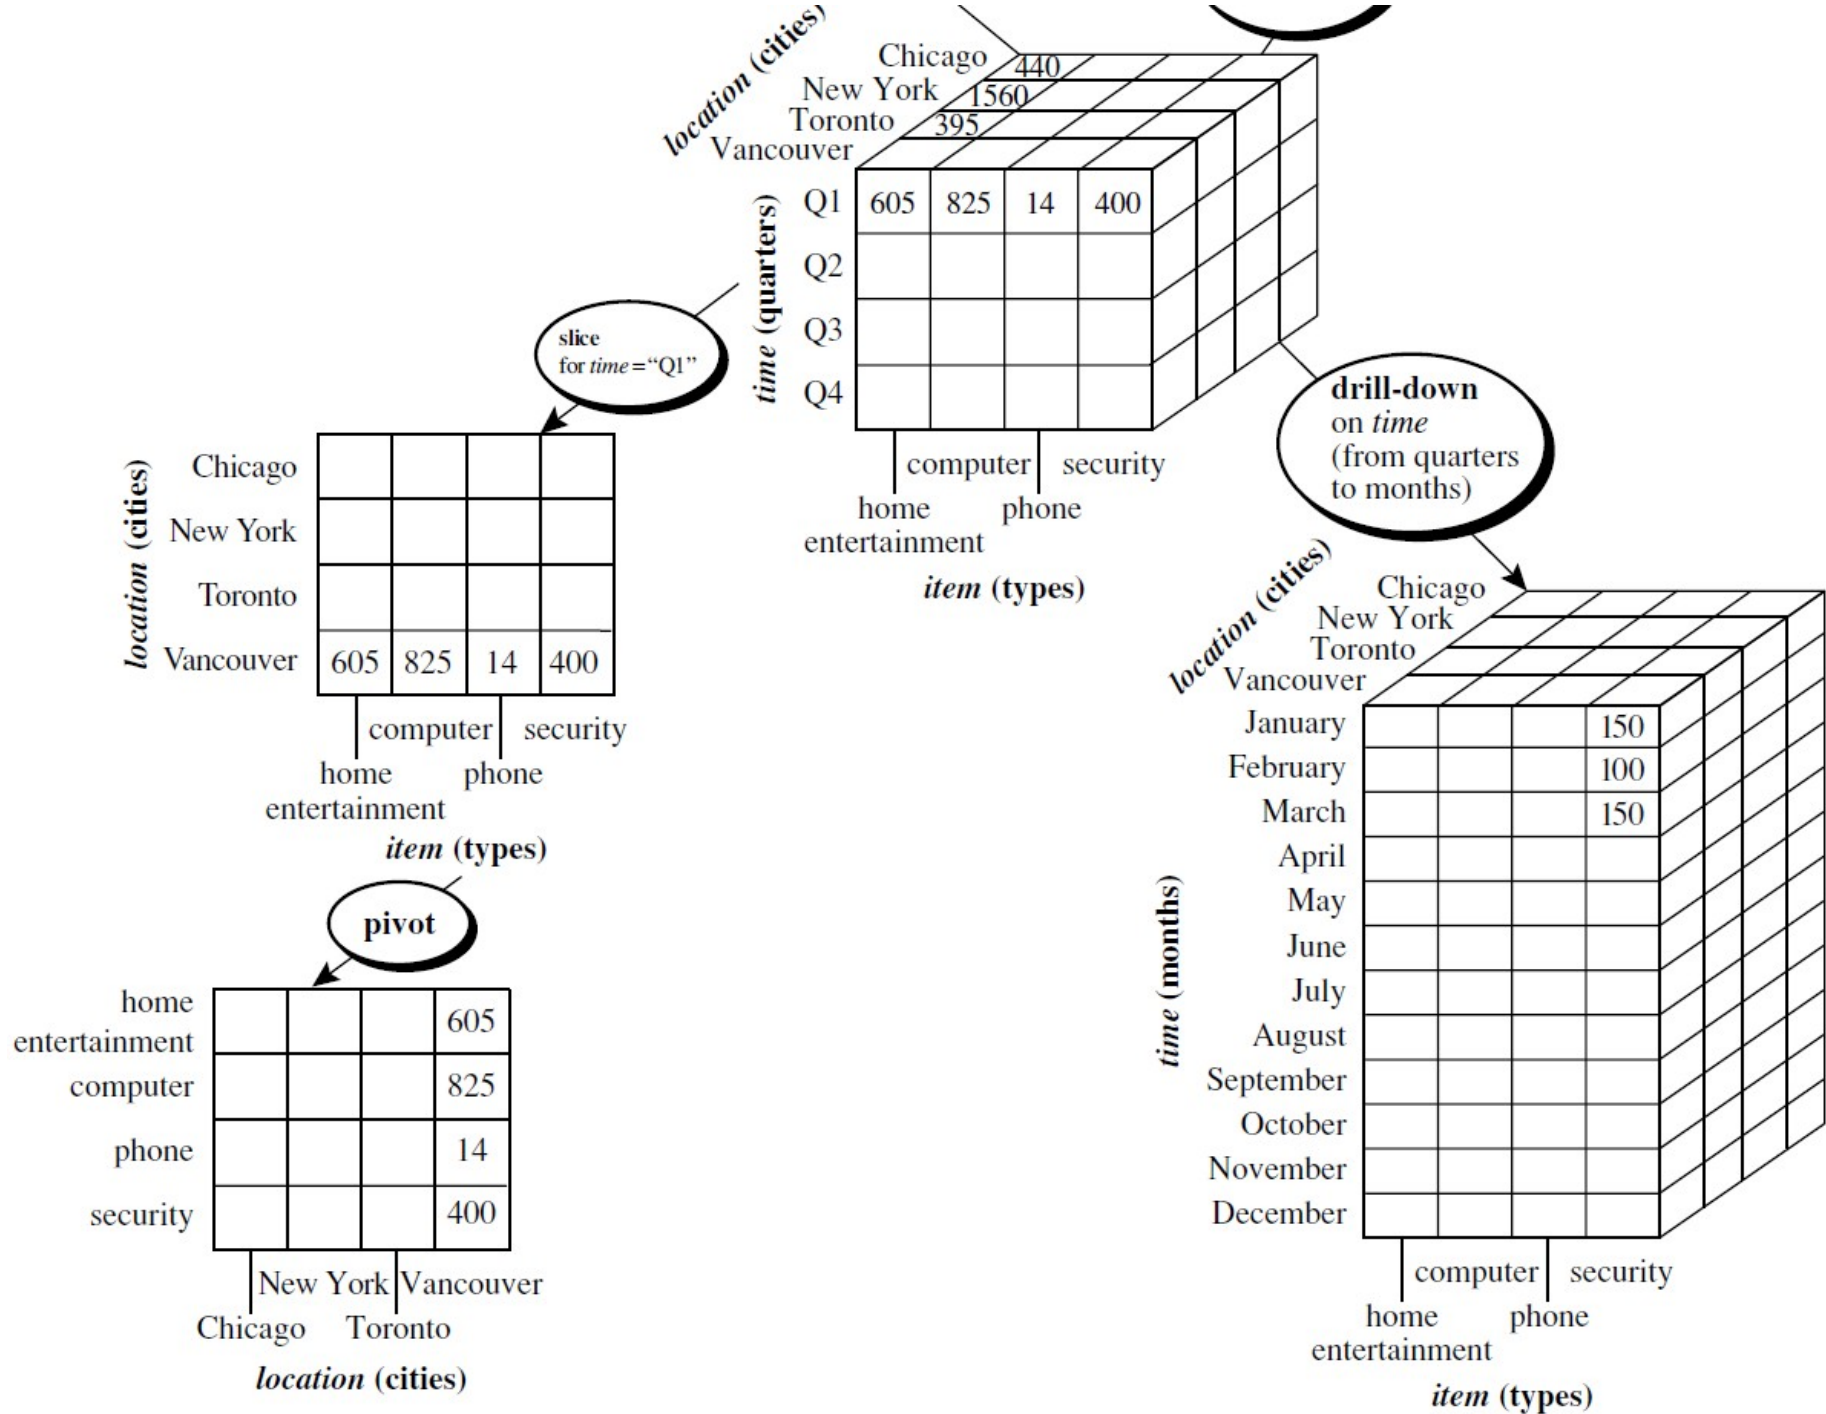 location (cities)
Chicago
440
New York
1560
Toronto
395
Vancouver
time (quarters)
Q1 605 825 14 400
Q2
Q3
Q4
computer security
home phone
entertainment
item (types)
slice
for time = “Q1”
location (cities)
Chicago
New York
Toronto
Vancouver 605 825 14 400
computer security
home phone
entertainment
item (types)
pivot
home
entertainment 605
computer 825
phone 14
security 400
New York Vancouver
Chicago Toronto
location (cities)
drill-down
on time
(from quarters
to months)
location (cities)
Chicago
New York
Toronto
Vancouver
time (months)
January 150
February 100
March 150
April
May
June
July
August
September
October
November
December
computer security
home phone
entertainment
item (types)